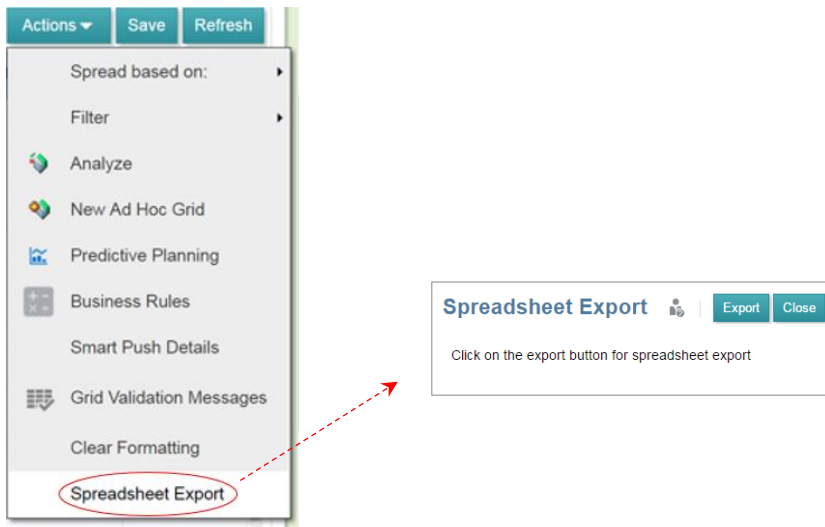 Actions Save Refresh
Spread based on:
Filter
Analyze
New Ad Hoc Grid
Predictive Planning
Business Rules
Smart Push Details
Grid Validation Messages
Clear Formatting
Spreadsheet Export
Spreadsheet Export Export Close
Click on the export button for spreadsheet export